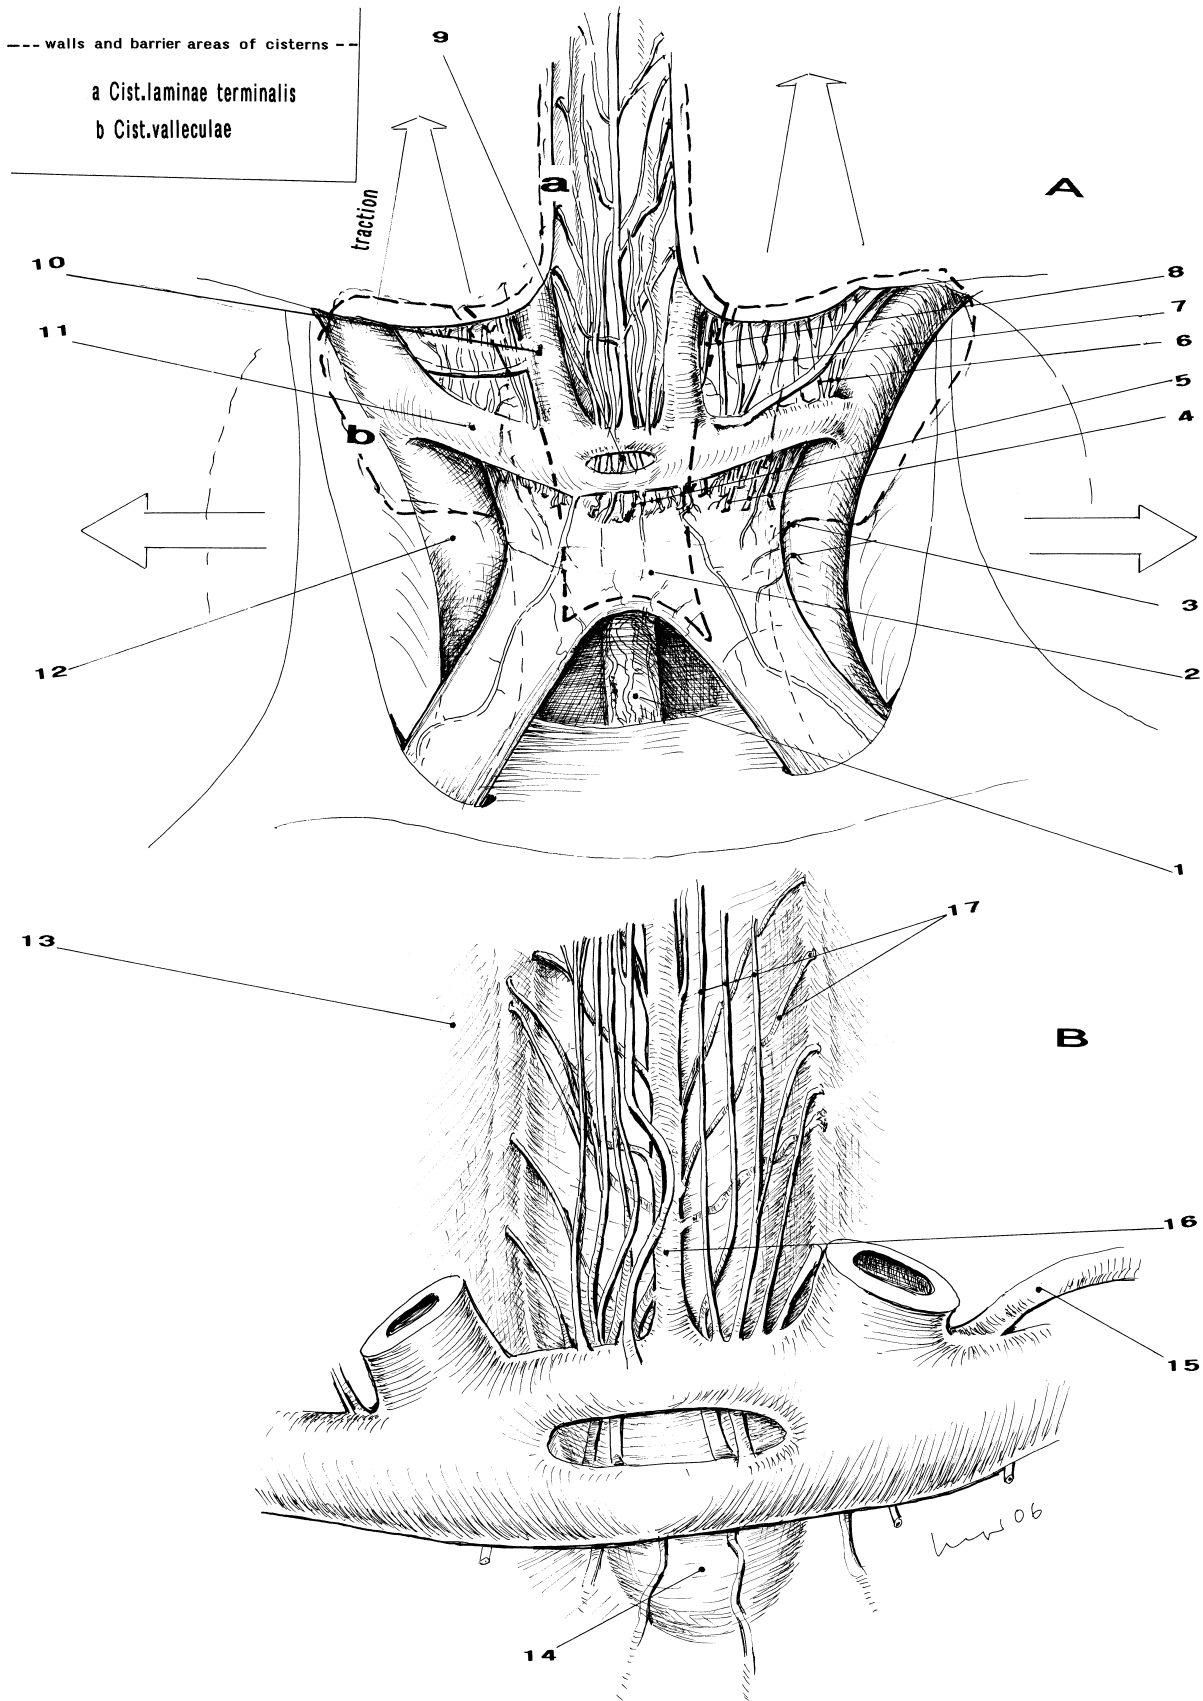 walls and barrier areas of cisterns
a Cist.laminae terminalis
b Cist.valleculae
traction
9
a
A
10
8
7
11
6
5
b
4
3
12
2
1
17
13
B
16
15
06
14